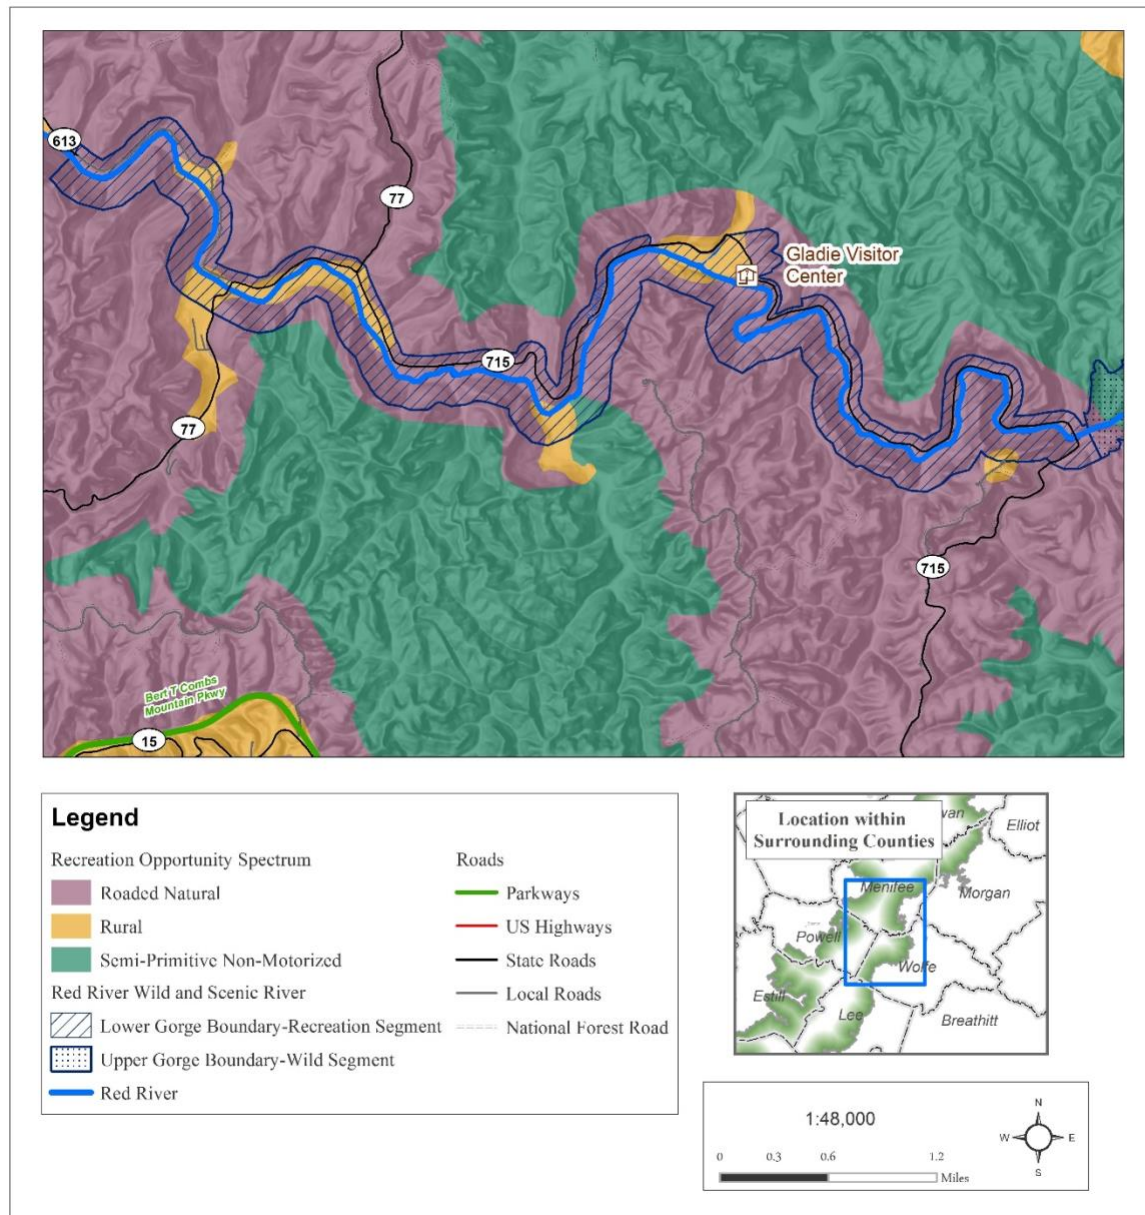 613
77
Gladie Visitor
Center
715
77
715
Bert T Combs
Mountain Pkwy
15
Legend
Recreation Opportunity Spectrum
Roaded Natural
Rural
Semi-Primitive Non-Motorized
Red River Wild and Scenic River
Lower Gorge Boundary-Recreation Segment
Upper Gorge Boundary-Wild Segment
Red River
Roads
Parkways
US Highways
State Roads
Local Roads
National Forest Road
Location within
Surrounding Counties
van
Elliot
Menifee
Morgan
Powell
Wolfe
Estill
Lee
Breathitt
1:48,000
0 0.3 0.6 1.2
Miles
N
W E
S